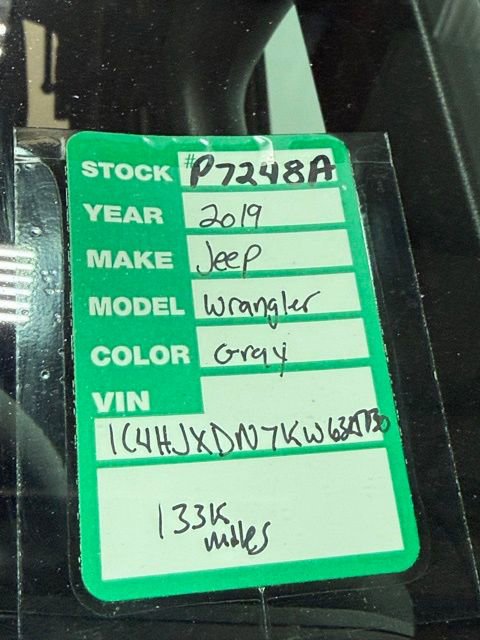 STOCK #P7248A
YEAR 2019
MAKE Jeep
MODEL Wrangler
COLOR Gray
VIN
133K
miles